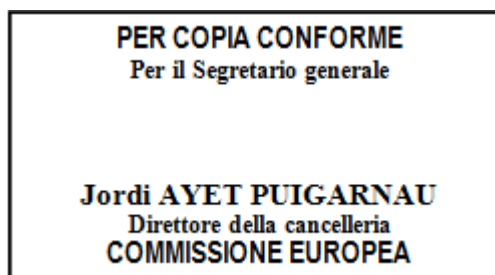 PER COPIA CONFORME
Per il Segretario generale
Jordi AYET PUIGARNAU
Direttore della cancelleria
COMMISSIONE EUROPEA